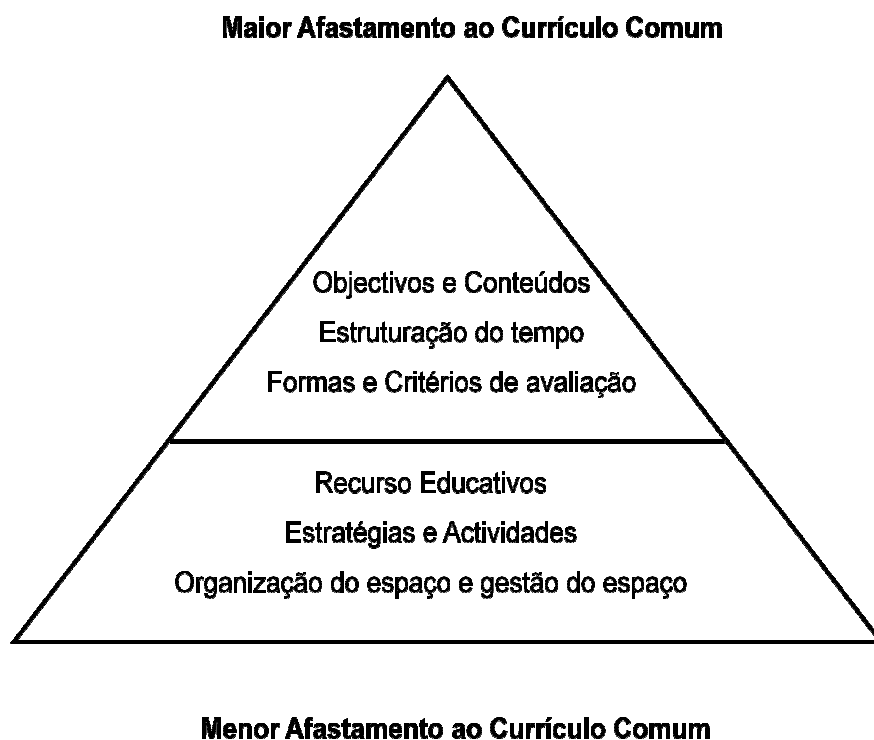 Maior Afastamento ao Currículo Comum
Objectivos e Conteúdos
Estruturação do tempo
Formas e Critérios de avaliação
Recurso Educativos
Estratégias e Actividades
Organização do espaço e gestão do espaço
Menor Afastamento ao Currículo Comum